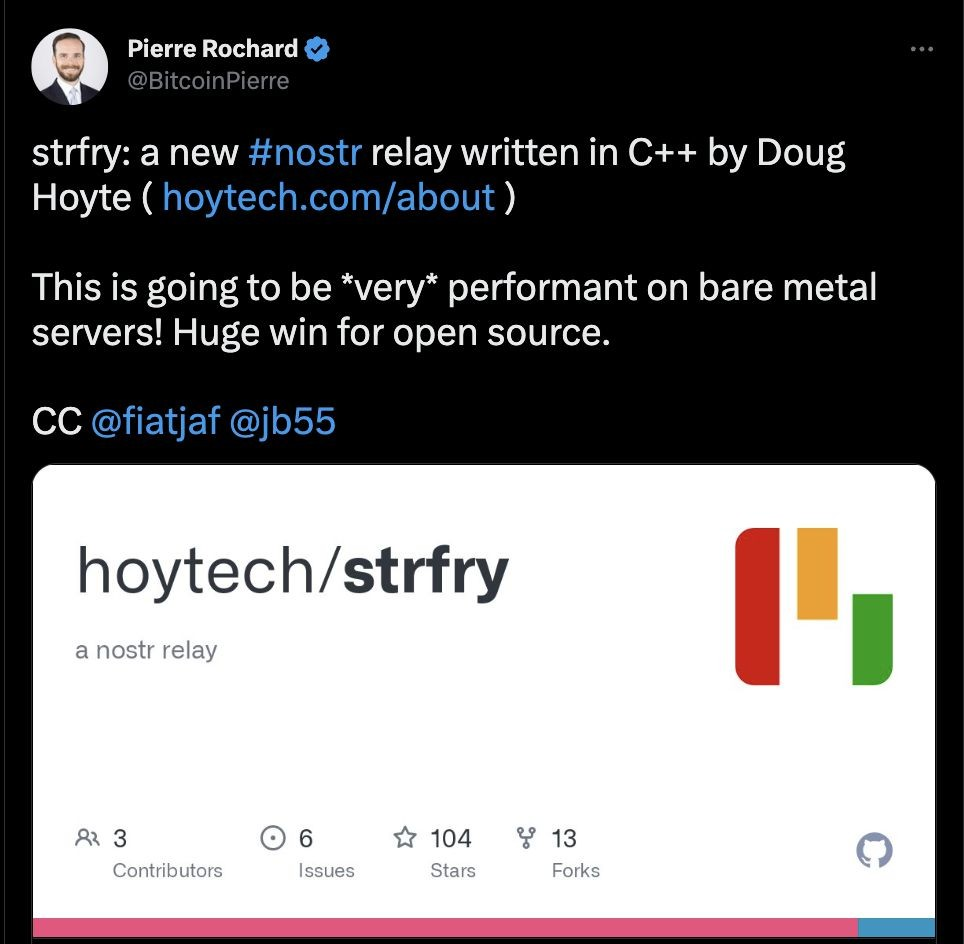 Pierre Rochard
@BitcoinPierre
strfry: a new #nostr relay written in C++ by Doug
Hoyte ( hoytech.com/about )
This is going to be *very* performant on bare metal
servers! Huge win for open source.
CC @fiatjaf @jb55
hoytech/strfry
a nostr relay
3 6 104 13
Contributors Issues Stars Forks